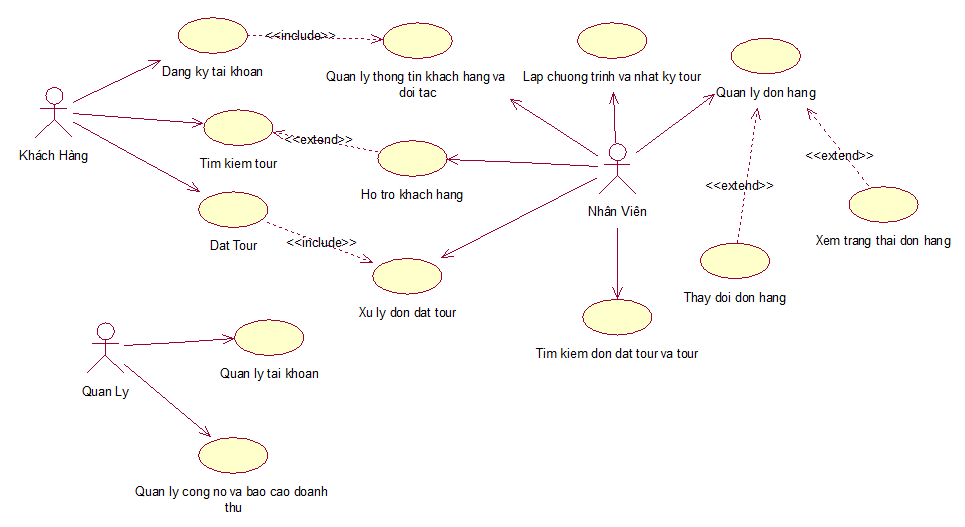 <<include>>
Dang ky tai khoan
Quan ly thong tin khach hang va
doi tac
Lap chuong trinh va nhat ky tour
Quan ly don hang
Khách Hàng
<<extend>>
Tim kiem tour
Ho tro khach hang
Nhân Viên
<<extend>>
<<extend>>
Dat Tour
<<include>>
Xem trang thai don hang
Xu ly don dat tour
Thay doi don hang
Tim kiem don dat tour va tour
Quan Ly
Quan ly tai khoan
Quan ly cong no va bao cao doanh
thu